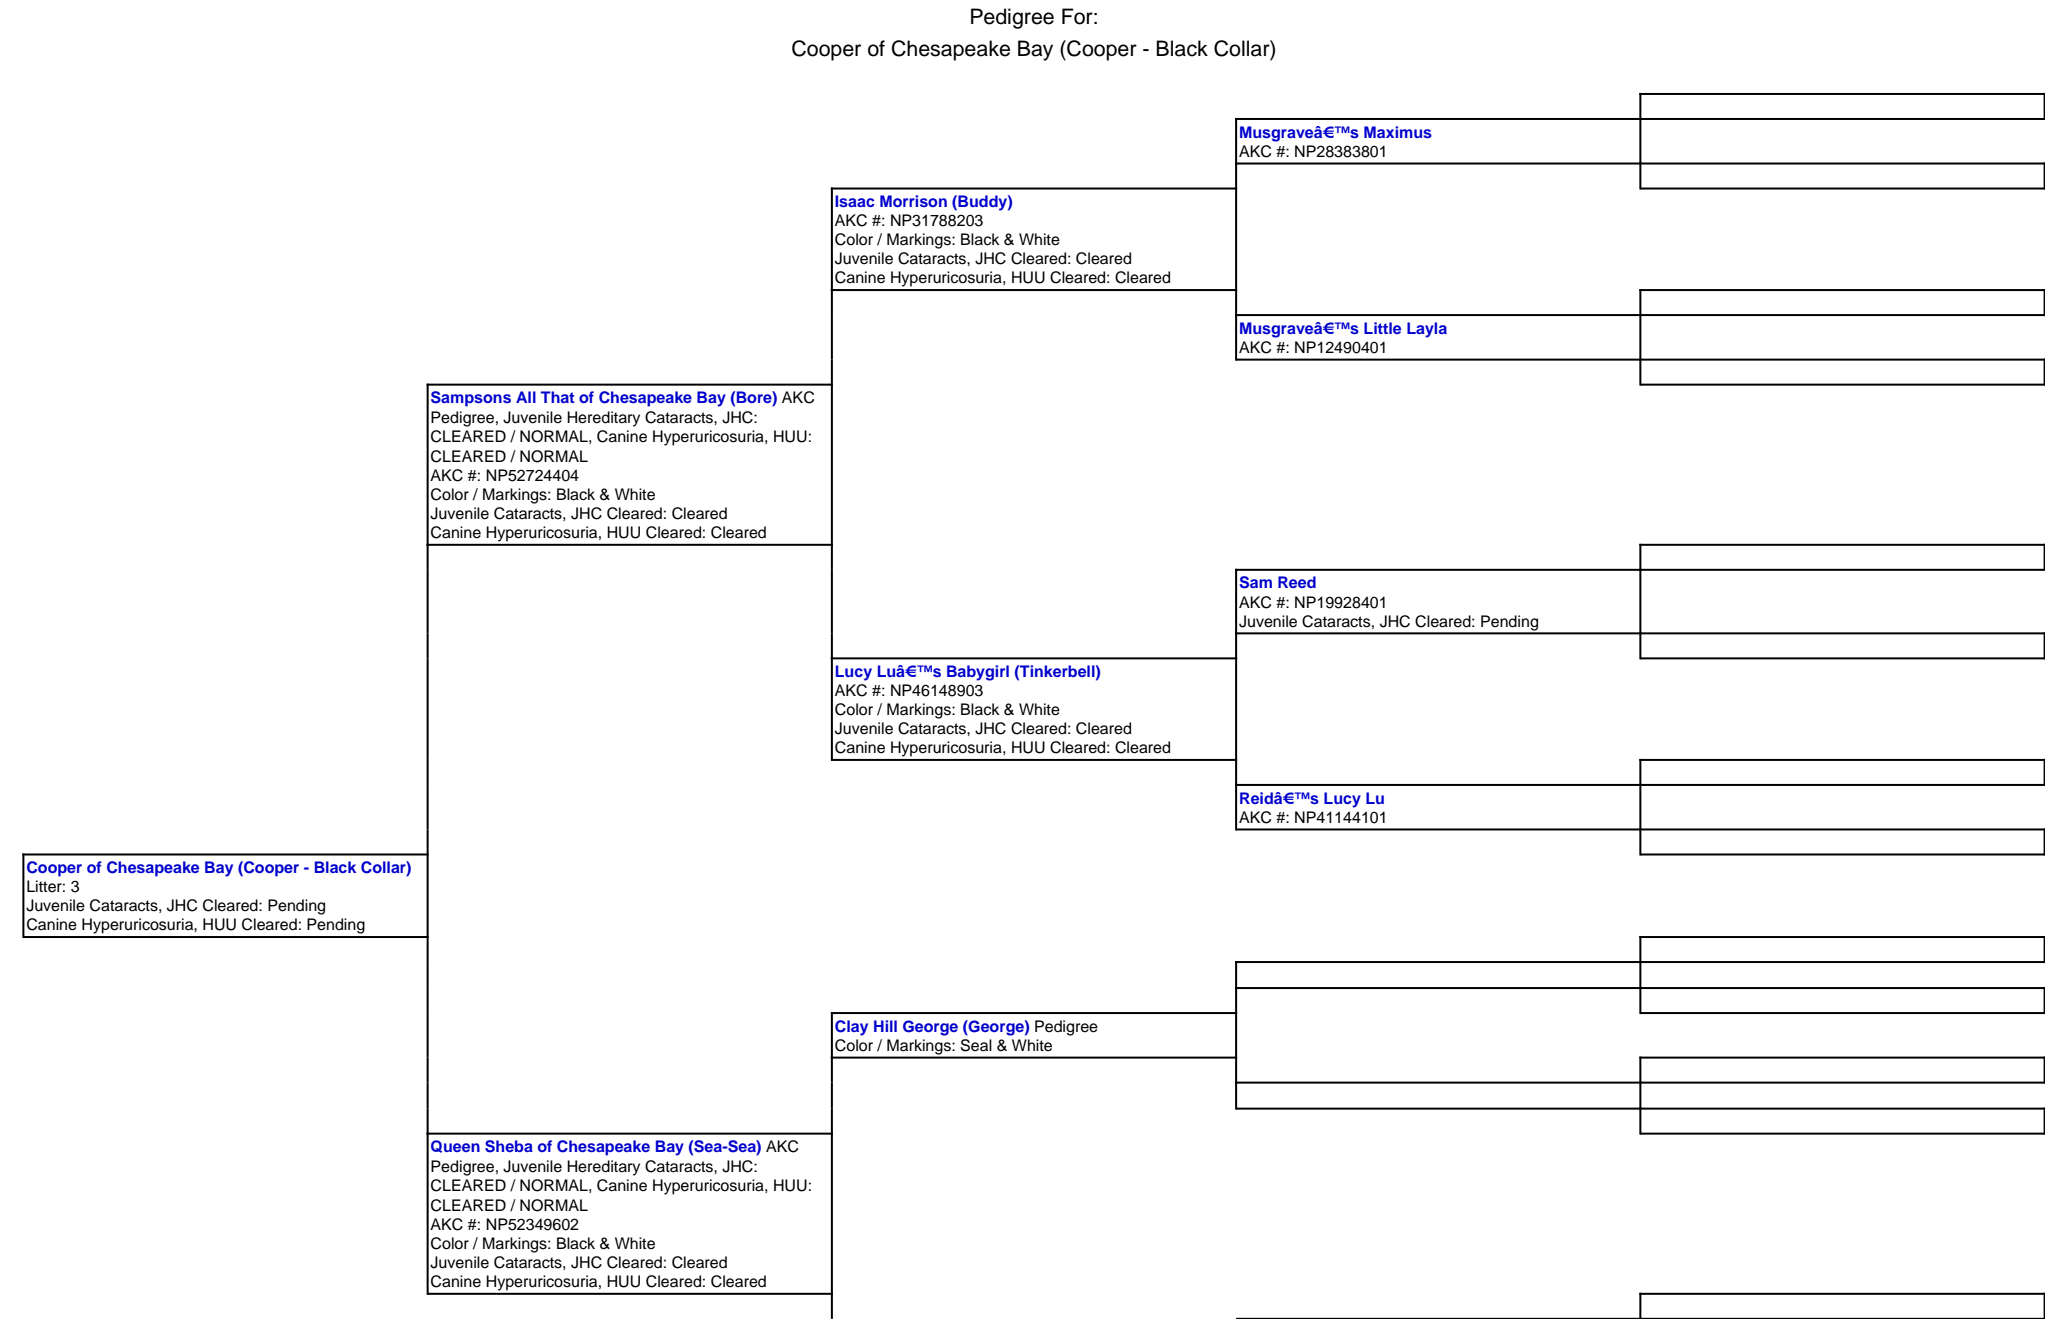 Pedigree For:
Cooper of Chesapeake Bay (Cooper - Black Collar)
Musgraveâ€™s Maximus
AKC #: NP28383801
Isaac Morrison (Buddy)
AKC #: NP31788203
Color / Markings: Black & White
Juvenile Cataracts, JHC Cleared: Cleared
Canine Hyperuricosuria, HUU Cleared: Cleared
Musgraveâ€™s Little Layla
AKC #: NP12490401
Sampsons All That of Chesapeake Bay (Bore) AKC
Pedigree, Juvenile Hereditary Cataracts, JHC:
CLEARED / NORMAL, Canine Hyperuricosuria, HUU:
CLEARED / NORMAL
AKC #: NP52724404
Color / Markings: Black & White
Juvenile Cataracts, JHC Cleared: Cleared
Canine Hyperuricosuria, HUU Cleared: Cleared
Sam Reed
AKC #: NP19928401
Juvenile Cataracts, JHC Cleared: Pending
Lucy Luâ€™s Babygirl (Tinkerbell)
AKC #: NP46148903
Color / Markings: Black & White
Juvenile Cataracts, JHC Cleared: Cleared
Canine Hyperuricosuria, HUU Cleared: Cleared
Reidâ€™s Lucy Lu
AKC #: NP41144101
Cooper of Chesapeake Bay (Cooper - Black Collar)
Litter: 3
Juvenile Cataracts, JHC Cleared: Pending
Canine Hyperuricosuria, HUU Cleared: Pending
Clay Hill George (George) Pedigree
Color / Markings: Seal & White
Queen Sheba of Chesapeake Bay (Sea-Sea) AKC
Pedigree, Juvenile Hereditary Cataracts, JHC:
CLEARED / NORMAL, Canine Hyperuricosuria, HUU:
CLEARED / NORMAL
AKC #: NP52349602
Color / Markings: Black & White
Juvenile Cataracts, JHC Cleared: Cleared
Canine Hyperuricosuria, HUU Cleared: Cleared